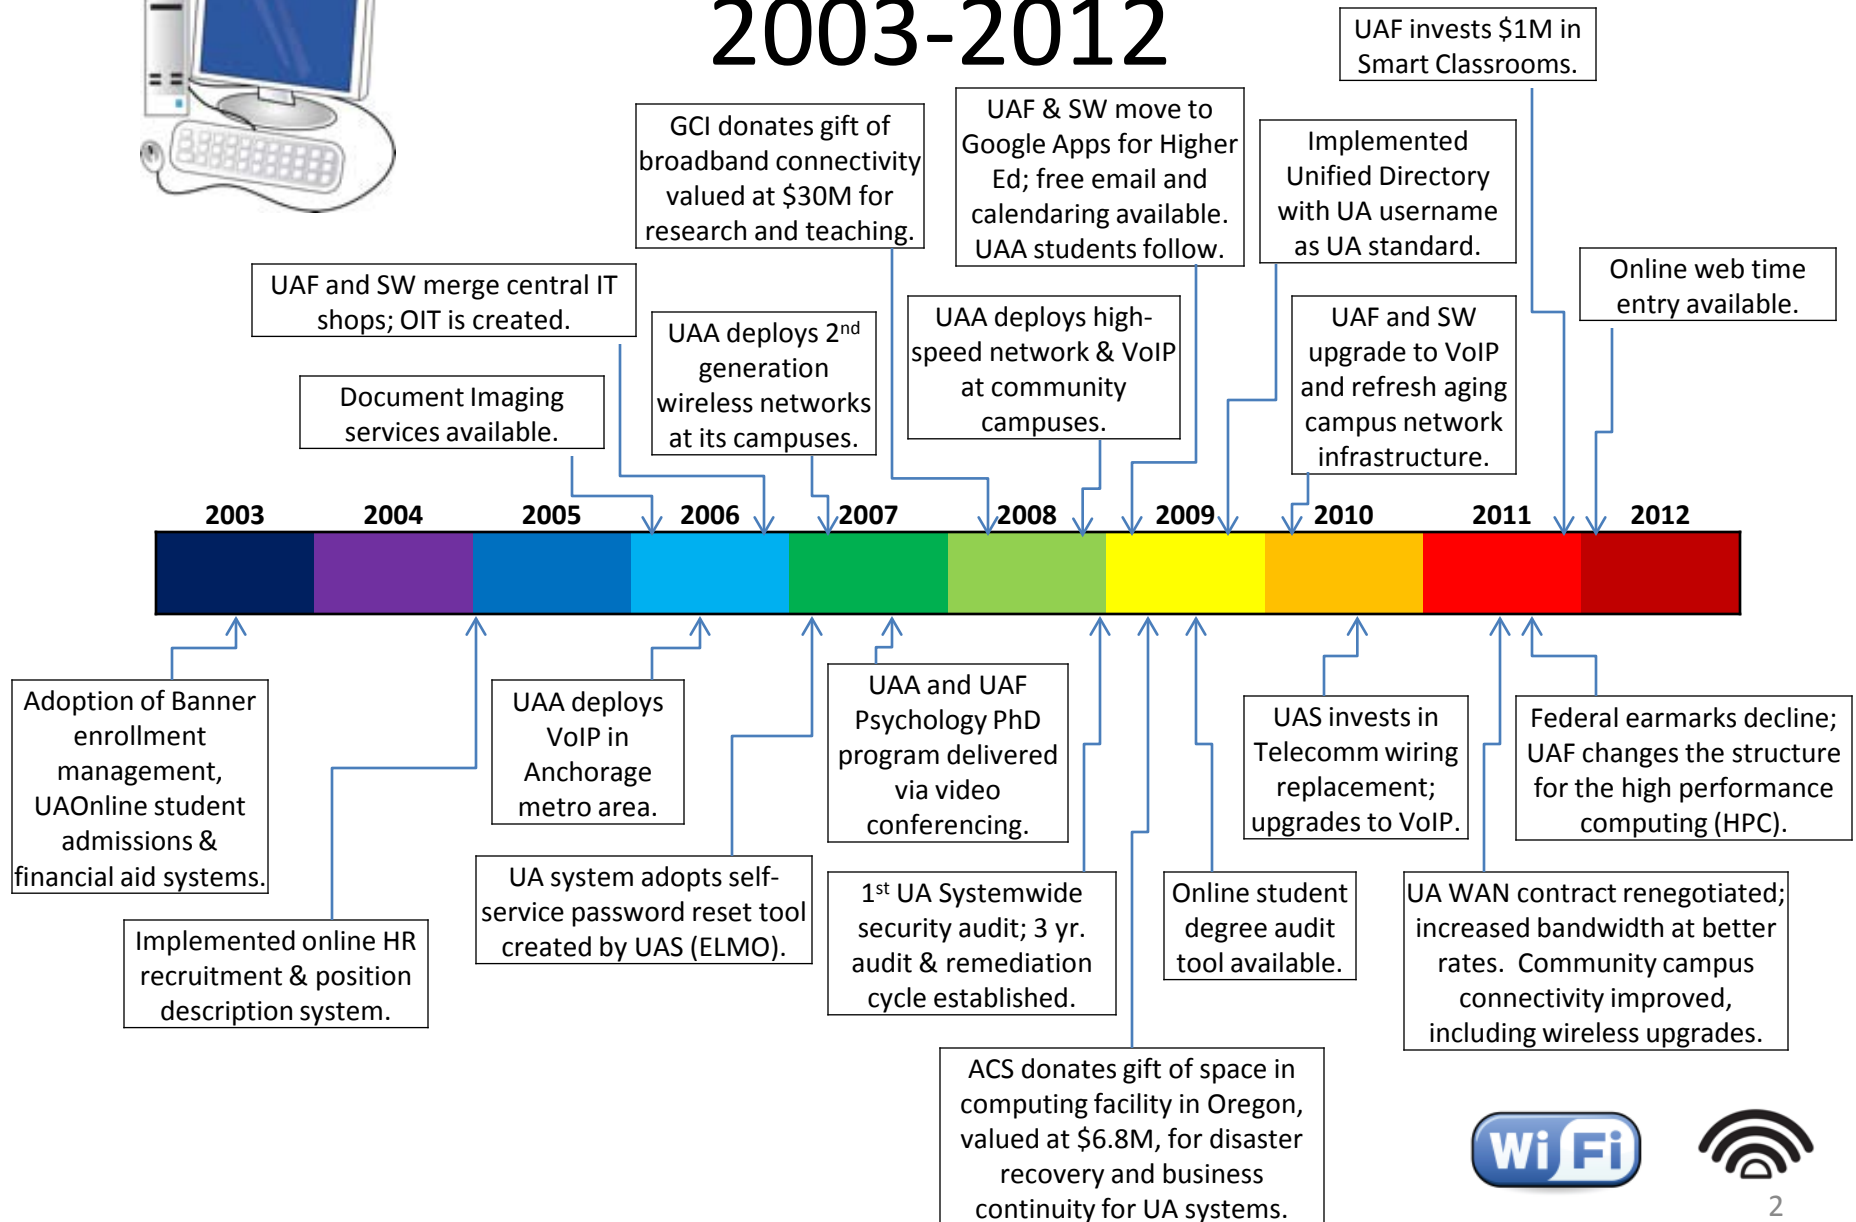 2003-2012
UAF invests $1M in
Smart Classrooms.
GCI donates gift of
broadband connectivity
valued at $30M for
research and teaching.
UAF & SW move to
Google Apps for Higher
Ed; free email and
calendaring available.
UAA students follow.
Implemented
Unified Directory
with UA username
as UA standard.
Online web time
entry available.
UAF and SW merge central IT
shops; OIT is created.
UAA deploys 2nd
generation
wireless networks
at its campuses.
UAA deploys high-
speed network & VoIP
at community
campuses.
UAF and SW
upgrade to VoIP
and refresh aging
campus network
infrastructure.
Document Imaging
services available.
2003 2004 2005 2006 2007 2008 2009 2010 2011 2012
Adoption of Banner
enrollment
management,
UAOnline student
admissions &
financial aid systems.
UAA deploys
VoIP in
Anchorage
metro area.
UAA and UAF
Psychology PhD
program delivered
via video
conferencing.
UAS invests in
Telecomm wiring
replacement;
upgrades to VoIP.
Federal earmarks decline;
UAF changes the structure
for the high performance
computing (HPC).
Implemented online HR
recruitment & position
description system.
UA system adopts self-
service password reset tool
created by UAS (ELMO).
1st UA Systemwide
security audit; 3 yr.
audit & remediation
cycle established.
Online student
degree audit
tool available.
UA WAN contract renegotiated;
increased bandwidth at better
rates.  Community campus
connectivity improved,
including wireless upgrades.
ACS donates gift of space in
computing facility in Oregon,
valued at $6.8M, for disaster
recovery and business
continuity for UA systems.
Wi Fi
2